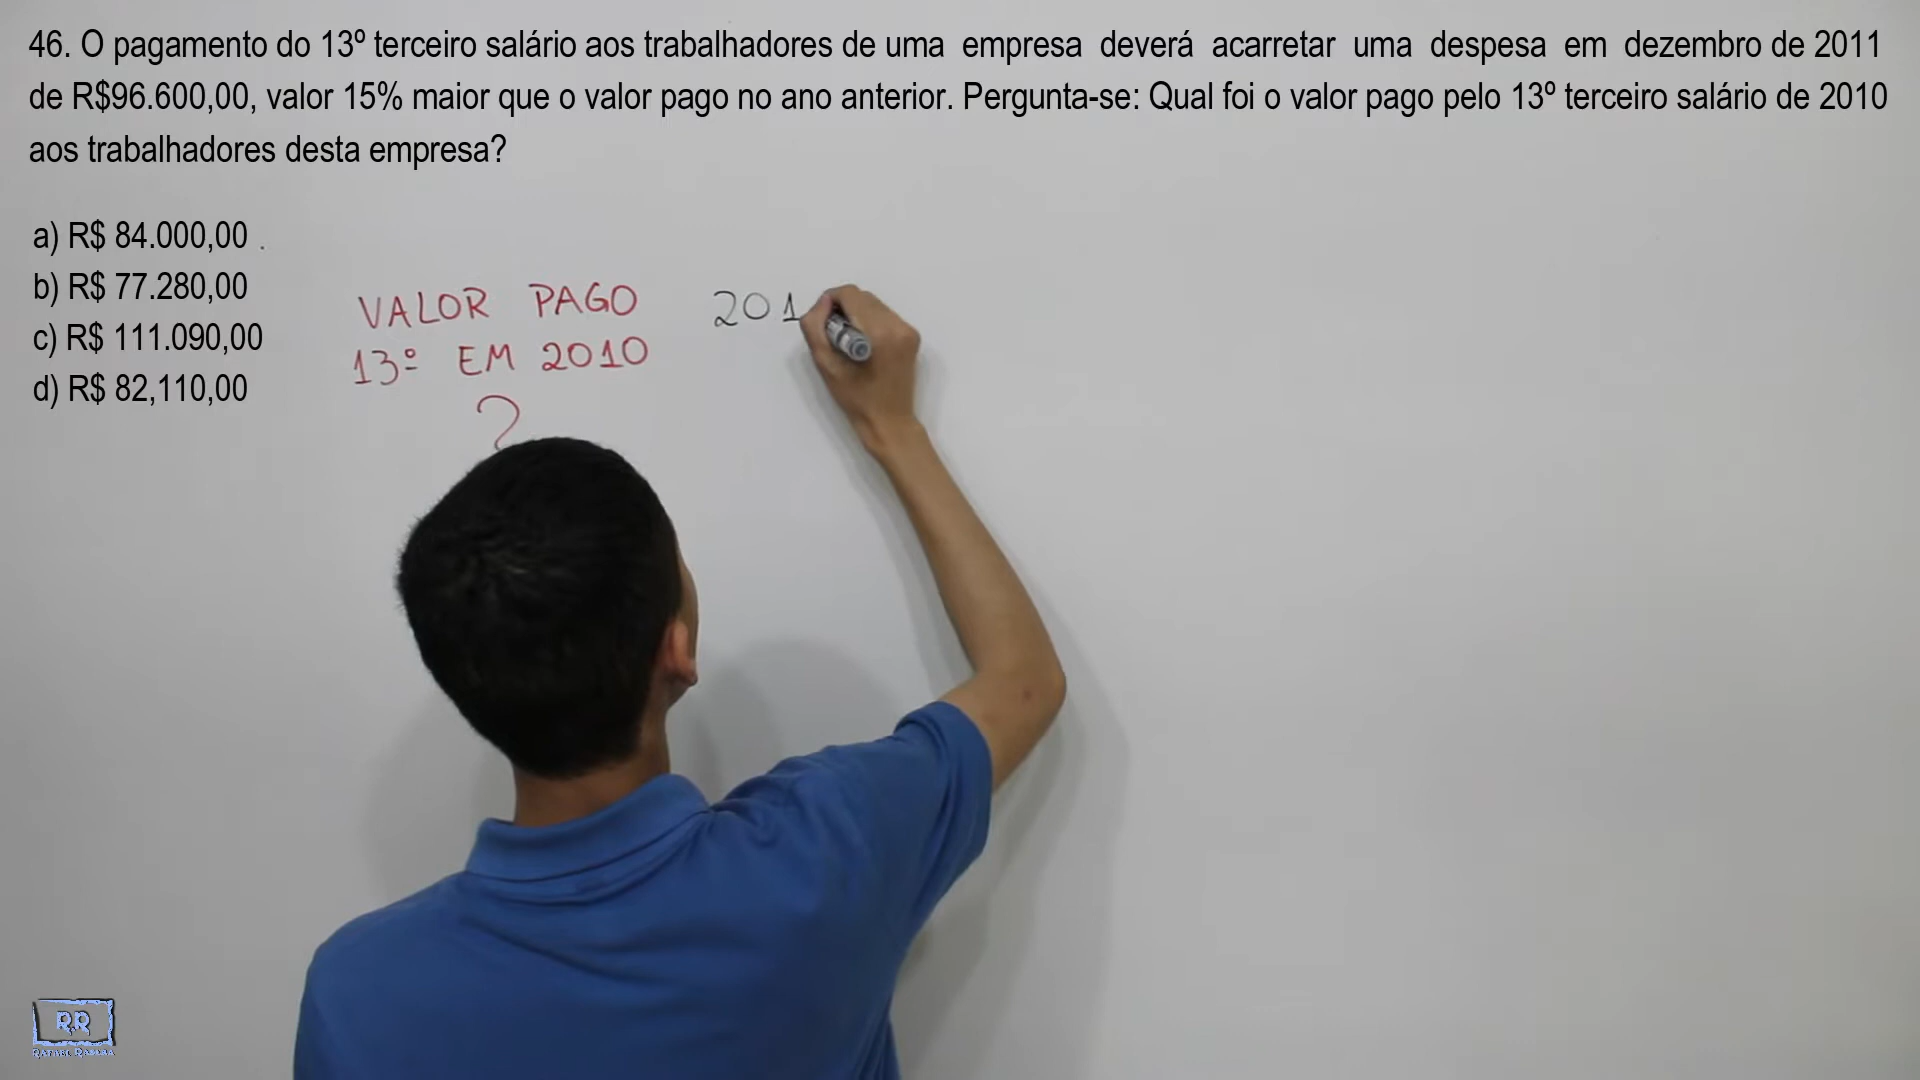 46. O pagamento do 13º terceiro salário aos trabalhadores de uma empresa deverá acarretar uma despesa em dezembro de 2011
de R$96.600,00, valor 15% maior que o valor pago no ano anterior. Pergunta-se: Qual foi o valor pago pelo 13º terceiro salário de 2010
aos trabalhadores desta empresa?
a) R$ 84.000,00
b) R$ 77.280,00
c) R$ 111.090,00
d) R$ 82,110,00
VALOR PAGO
13º EM 2010
?
201
RR